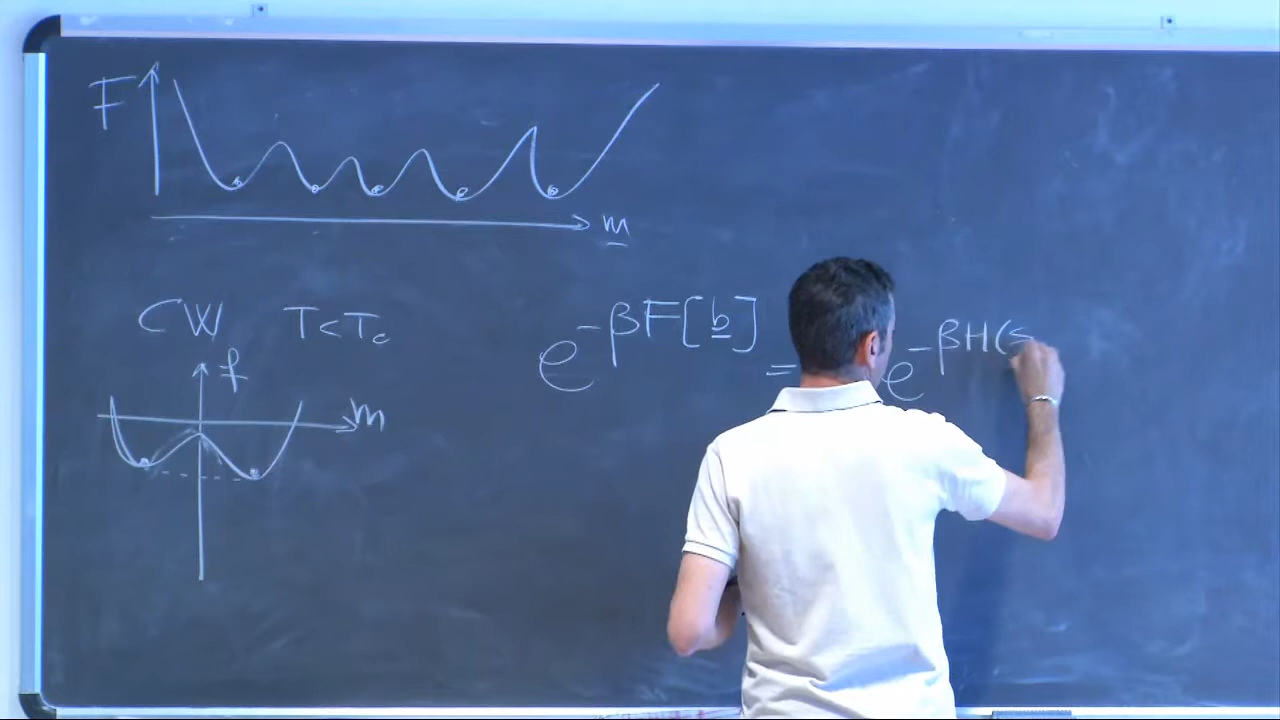 F
m
CW T<Tc
f
m
e^{-βF[b]} = e^{-βH(s